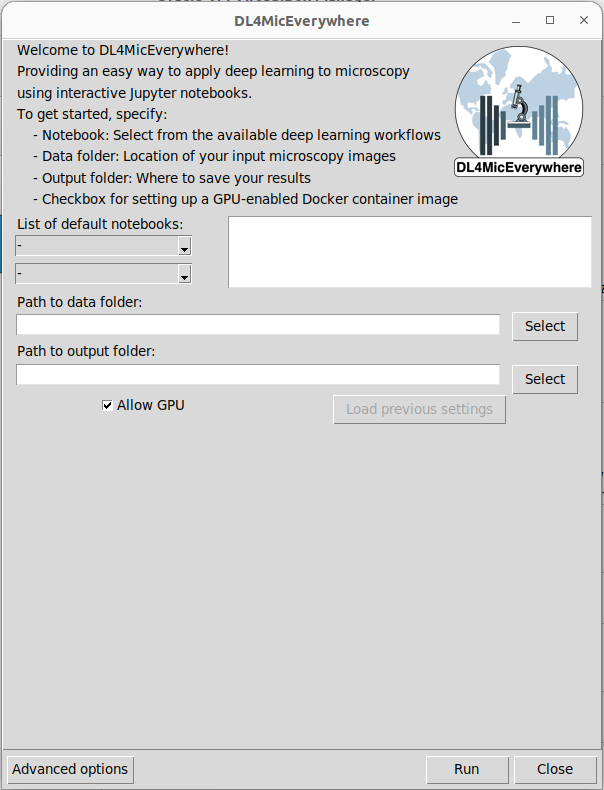 DL4MicEverywhere
Welcome to DL4MicEverywhere!
Providing an easy way to apply deep learning to microscopy
using interactive Jupyter notebooks.
To get started, specify:
- Notebook: Select from the available deep learning workflows
- Data folder: Location of your input microscopy images
- Output folder: Where to save your results
- Checkbox for setting up a GPU-enabled Docker container image
DL4MicEverywhere
List of default notebooks:
-
-
Path to data folder:
Select
Path to output folder:
Select
Allow GPU
Load previous settings
Advanced options
Run
Close